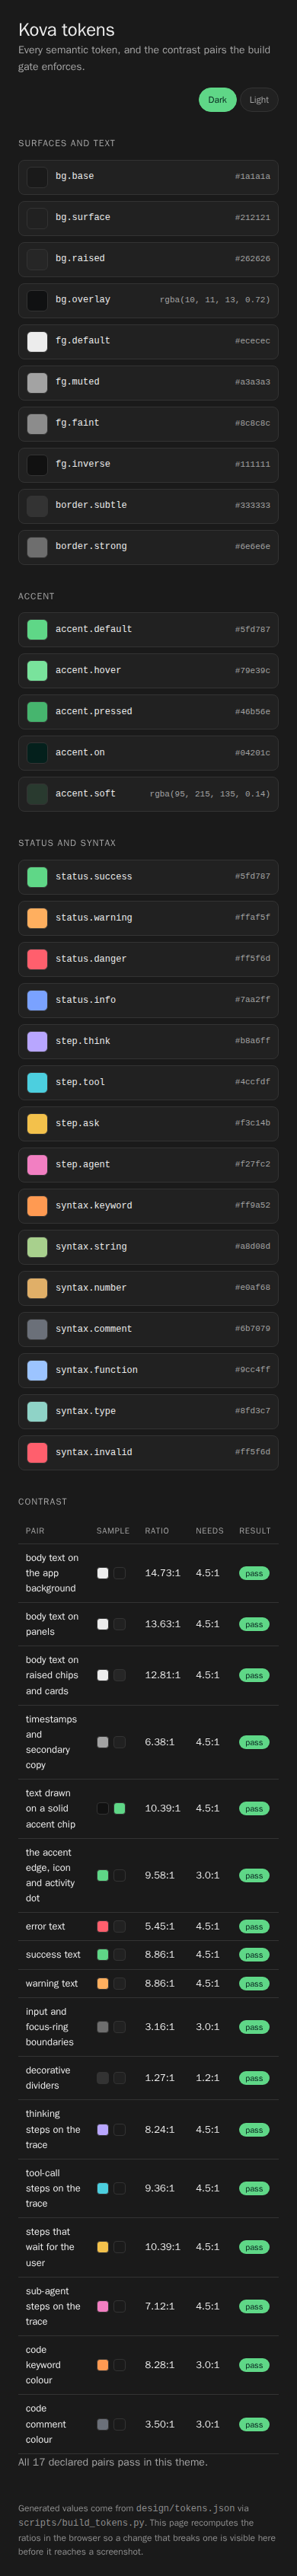 Kova tokens
Every semantic token, and the contrast pairs the build
gate enforces.
Dark Light
SURFACES AND TEXT
bg.base #1a1a1a
bg.surface #212121
bg.raised #262626
bg.overlay rgba(10, 11, 13, 0.72)
fg.default #ececec
fg.muted #a3a3a3
fg.faint #8c8c8c
fg.inverse #111111
border.subtle #333333
border.strong #6e6e6e
ACCENT
accent.default #5fd787
accent.hover #79e39c
accent.pressed #46b56e
accent.on #04201c
accent.soft rgba(95, 215, 135, 0.14)
STATUS AND SYNTAX
status.success #5fd787
status.warning #ffaf5f
status.danger #ff5f6d
status.info #7aa2ff
step.think #b8a6ff
step.tool #4ccfdf
step.ask #f3c14b
step.agent #f27fc2
syntax.keyword #ff9a52
syntax.string #a8d08d
syntax.number #e0af68
syntax.comment #6b7079
syntax.function #9cc4ff
syntax.type #8fd3c7
syntax.invalid #ff5f6d
CONTRAST
PAIR SAMPLE RATIO NEEDS RESULT
body text on
the app
background
14.73:1 4.5:1 pass
body text on
panels
13.63:1 4.5:1 pass
body text on
raised chips
and cards
12.81:1 4.5:1 pass
timestamps
and
secondary
copy
6.38:1 4.5:1 pass
text drawn
on a solid
accent chip
10.39:1 4.5:1 pass
the accent
edge, icon
and activity
dot
9.58:1 3.0:1 pass
error text 5.45:1 4.5:1 pass
success text 8.86:1 4.5:1 pass
warning text 8.86:1 4.5:1 pass
input and
focus-ring
boundaries
3.16:1 3.0:1 pass
decorative
dividers
1.27:1 1.2:1 pass
thinking
steps on the
trace
8.24:1 4.5:1 pass
tool-call
steps on the
trace
9.36:1 4.5:1 pass
steps that
wait for the
user
10.39:1 4.5:1 pass
sub-agent
steps on the
trace
7.12:1 4.5:1 pass
code
keyword
colour
8.28:1 3.0:1 pass
code
comment
colour
3.50:1 3.0:1 pass
All 17 declared pairs pass in this theme.
Generated values come from design/tokens.json via
scripts/build_tokens.py. This page recomputes the
ratios in the browser so a change that breaks one is visible here
before it reaches a screenshot.